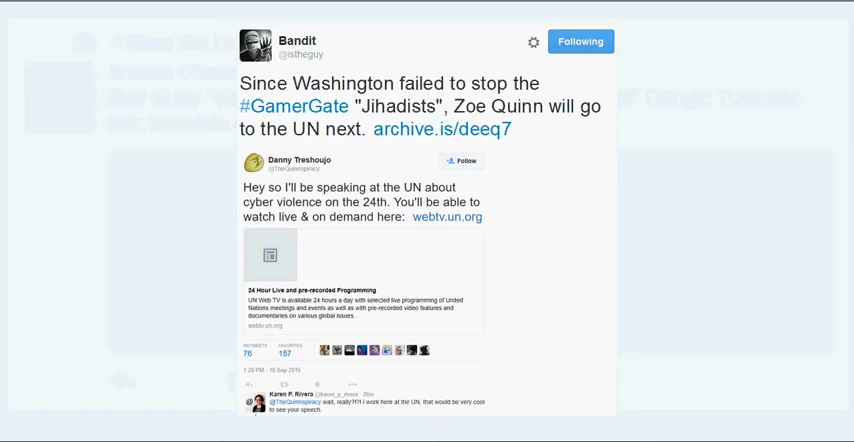 Bandit
@istheguy
Following
Since Washington failed to stop the
#GamerGate "Jihadists", Zoe Quinn will go
to the UN next. archive.is/deeq7
Danny Treshoujo
@TheQuinnspiracy
Follow
Hey so I'll be speaking at the UN about
cyber violence on the 24th. You'll be able to
watch live & on demand here: webtv.un.org
24 Hour Live and pre-recorded Programming
UN Web TV is available 24 hours a day with selected live programming of United
Nations meetings and events as well as with pre-recorded video features and
documentaries on various global issues.
webtv.un.org
RETWEETS FAVORITES
76 157
1:26 PM - 18 Sep 2015
Karen P. Rivera @karen_p_rivera · 25m
@TheQuinnspiracy wait, really?!?! I work here at the UN, that would be very cool
to see your speech.